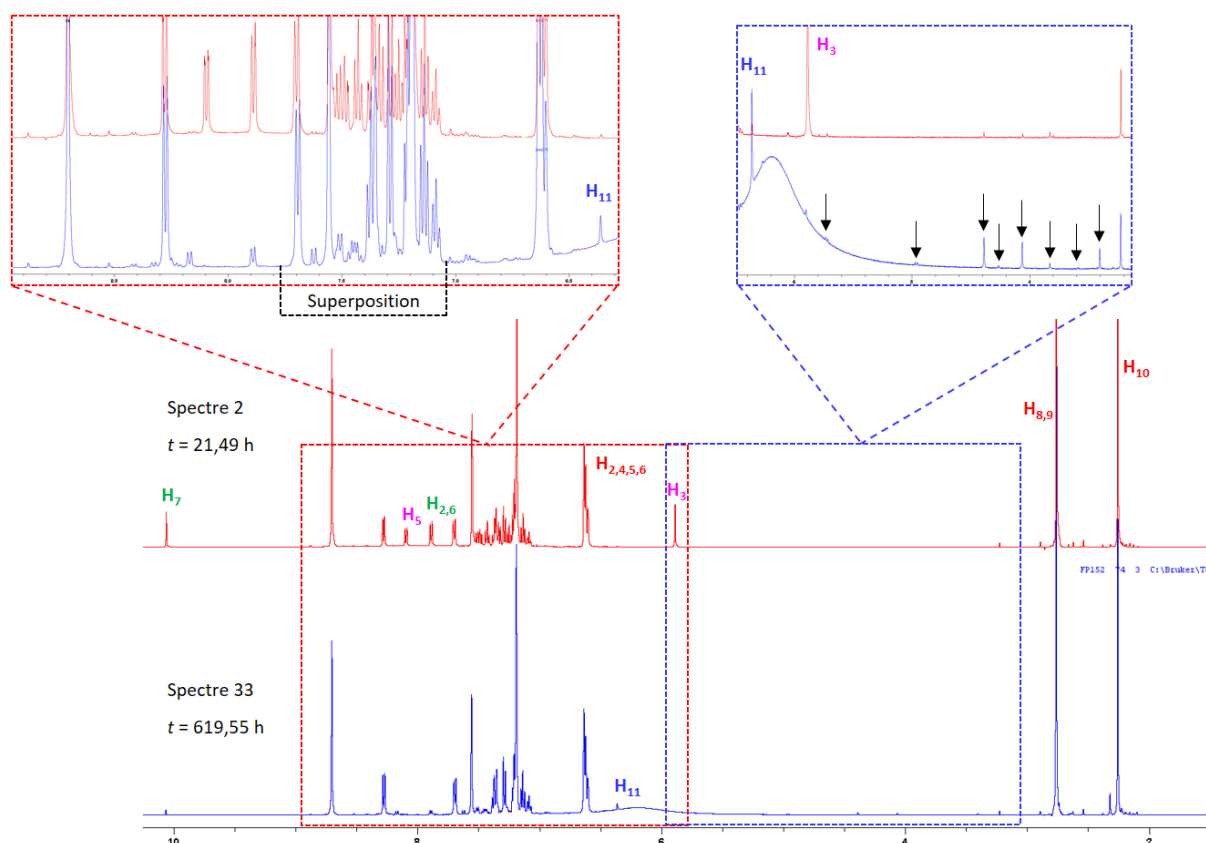 H11
Superposition
H11
H3
Spectre 2
t = 21,49 h
H7
H5
H2,6
H2,4,5,6
H3
H8,9
H10
FP152 74 3 C:\Bruker\T
Spectre 33
t = 619,55 h
H11
10
8
6
4
2